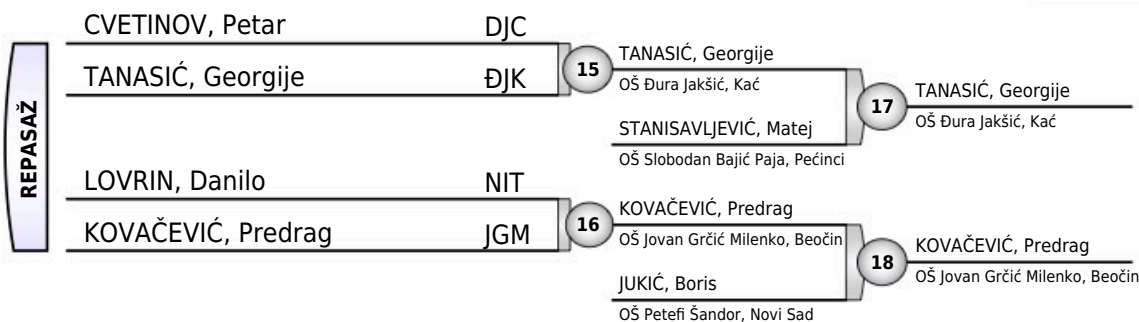 REPASAŽ
CVETINOV, Petar DJC
TANASIĆ, Georgije ĐJK
LOVRIN, Danilo NIT
KOVAČEVIĆ, Predrag JGM
15
TANASIĆ, Georgije
OŠ Đura Jakšić, Kać
STANISAVLJEVIĆ, Matej
OŠ Slobodan Bajić Paja, Pećinci
16
KOVAČEVIĆ, Predrag
OŠ Jovan Grčić Milenko, Beočin
JUKIĆ, Boris
OŠ Petefi Šandor, Novi Sad
17
TANASIĆ, Georgije
OŠ Đura Jakšić, Kać
18
KOVAČEVIĆ, Predrag
OŠ Jovan Grčić Milenko, Beočin